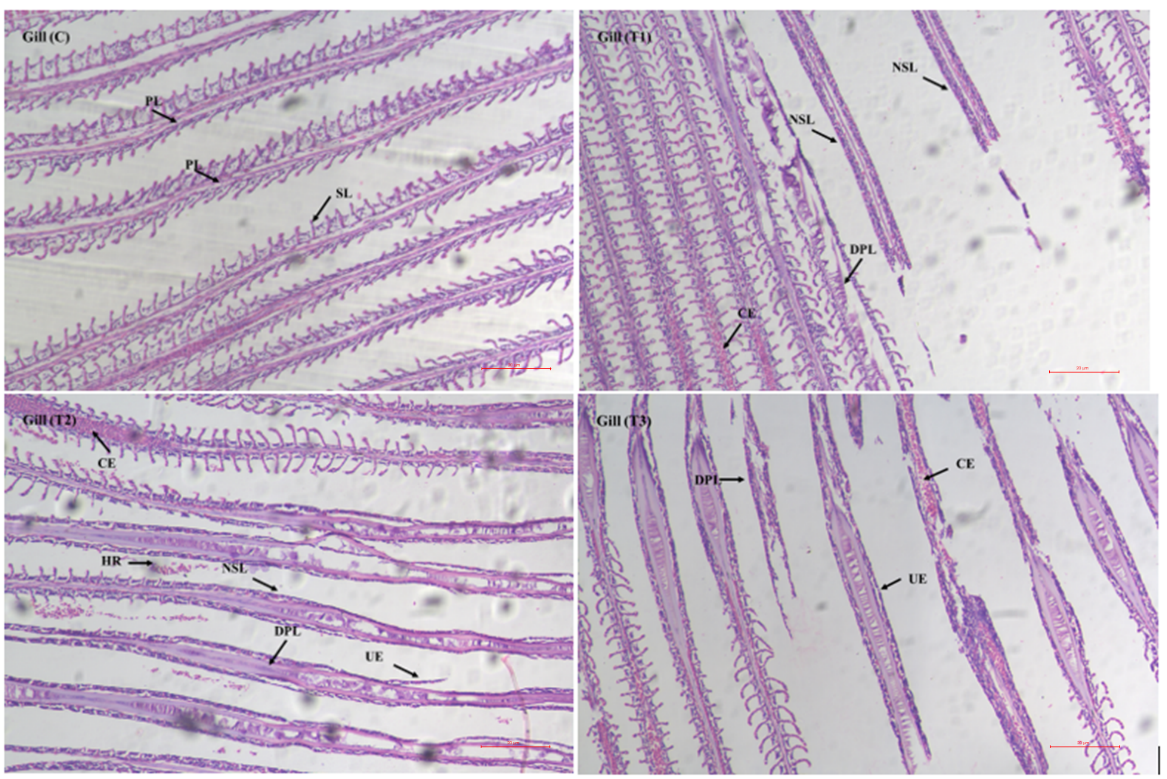 Gill (C)
PL
PL
SL
Gill (T1)
NSL
NSL
DPL
CE
Gill (T2)
CE
HR
NSL
DPL
UE
Gill (T3)
DPL
CE
UE